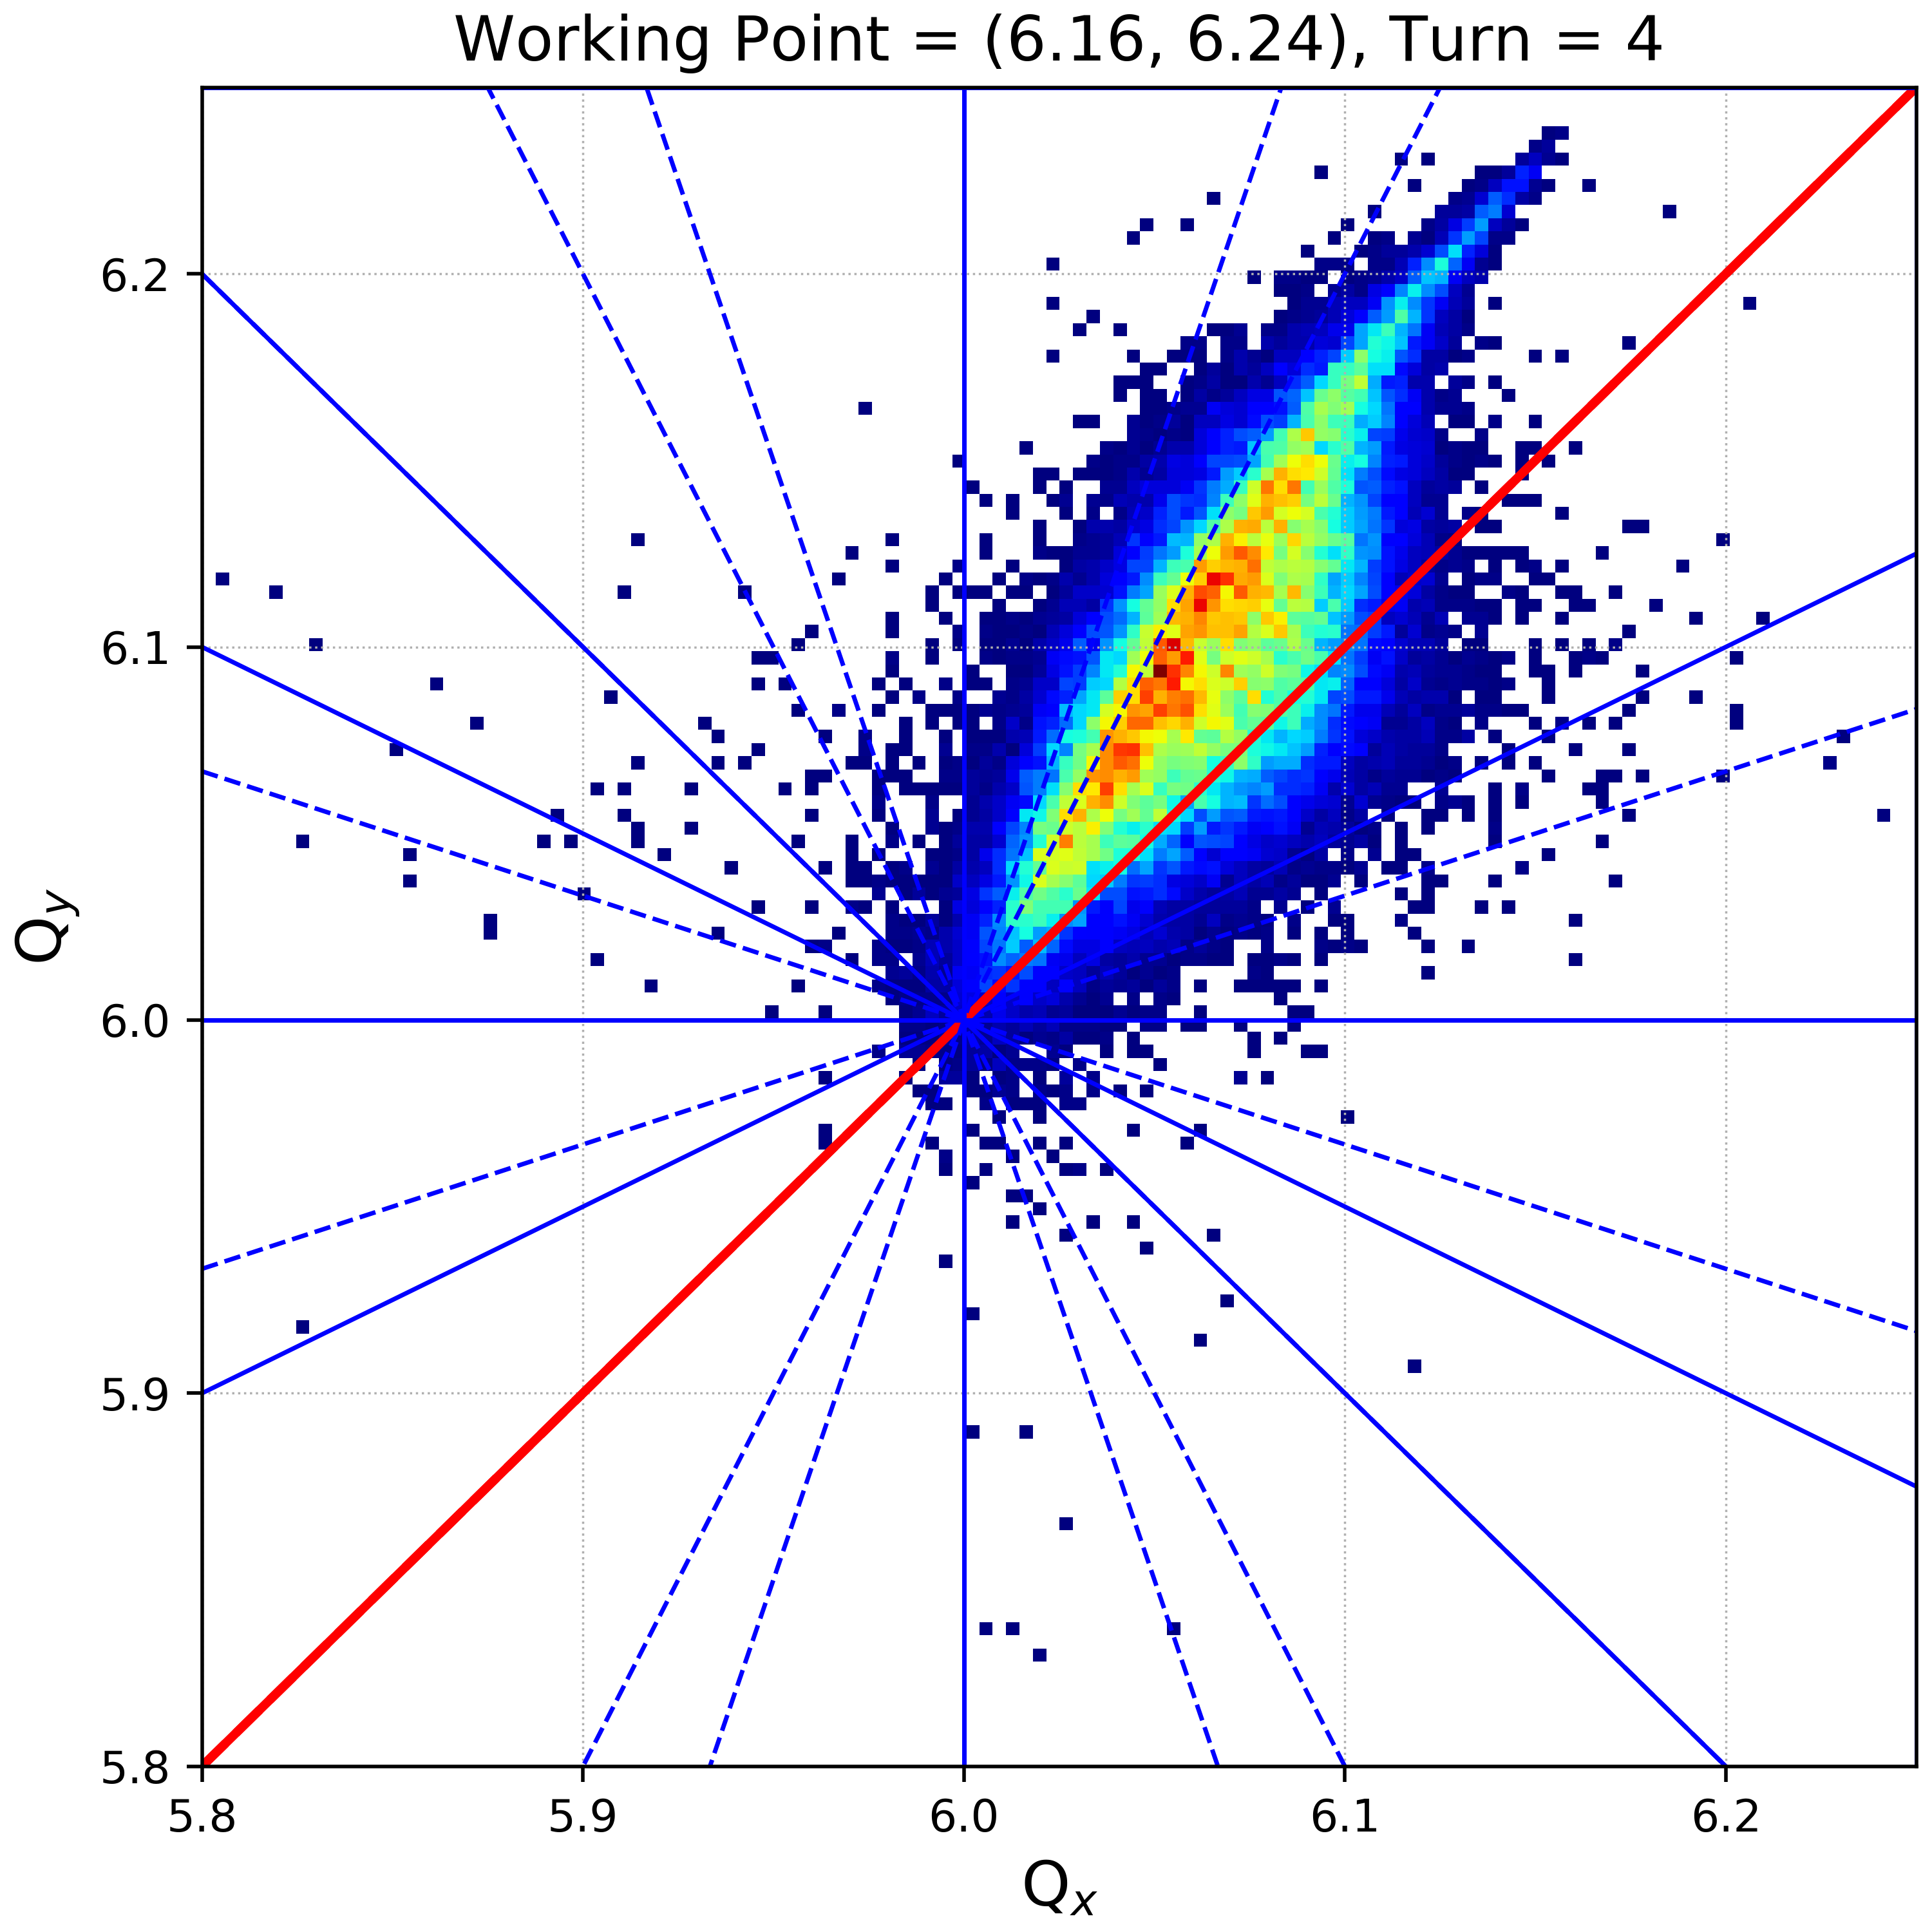 Working Point = (6.16, 6.24), Turn = 4
6.2
6.1
6.0
5.9
5.8
Qy
5.8 5.9 6.0 6.1 6.2
Qx